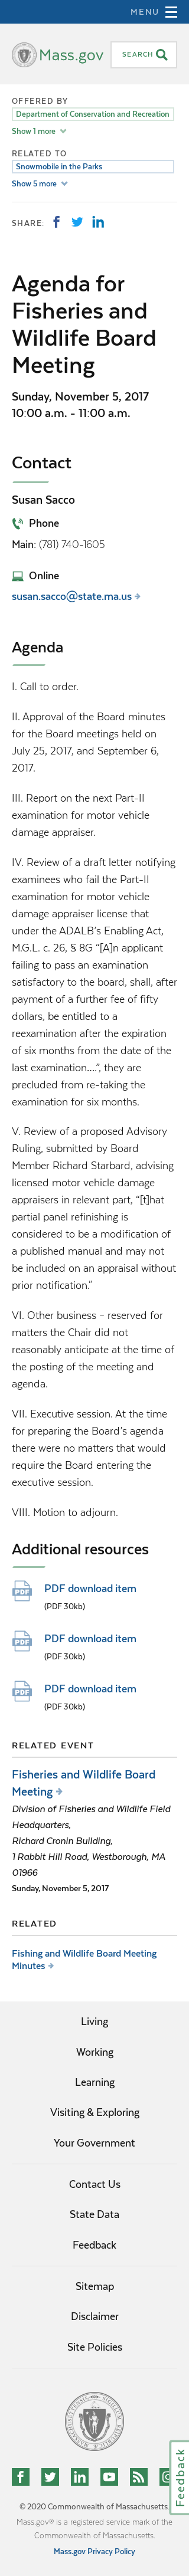 MENU
Mass.gov
SEARCH
OFFERED BY
Department of Conservation and Recreation
Show 1 more
RELATED TO
Snowmobile in the Parks
Show 5 more
SHARE:
Agenda for
Fisheries and
Wildlife Board
Meeting
Sunday, November 5, 2017
10:00 a.m. - 11:00 a.m.
Contact
Susan Sacco
Phone
Main: (781) 740-1605
Online
susan.sacco@state.ma.us
Agenda
I. Call to order.
II. Approval of the Board minutes
for the Board meetings held on
July 25, 2017, and September 6,
2017.
III. Report on the next Part-II
examination for motor vehicle
damage appraiser.
IV. Review of a draft letter notifying
examinees who fail the Part-II
examination for motor vehicle
damage appraiser license that
under the ADALB’s Enabling Act,
M.G.L. c. 26, § 8G “[A]n applicant
failing to pass an examination
satisfactory to the board, shall, after
payment of a further fee of fifty
dollars, be entitled to a
reexamination after the expiration
of six months from the date of the
last examination….”, they are
precluded from re-taking the
examination for six months.
V. Review of a proposed Advisory
Ruling, submitted by Board
Member Richard Starbard, advising
licensed motor vehicle damage
appraisers in relevant part, “[t]hat
partial panel refinishing is
considered to be a modification of
a published manual and may not
and is not applied without
prior notification.”
VI. Other business – reserved for
matters the Chair did not
reasonably anticipate at the time of
the posting of the meeting and
agenda.
VII. Executive session. At the time
of preparing for the Board’s agenda
there were no matters that would
require the Board entering the
executive session.
VIII. Motion to adjourn.
Additional resources
PDF
PDF download item
(PDF 30kb)
PDF
PDF download item
(PDF 30kb)
PDF
PDF download item
(PDF 30kb)
RELATED EVENT
Fisheries and Wildlife Board
Meeting
Division of Fisheries and Wildlife Field
Headquarters,
Richard Cronin Building,
1 Rabbit Hill Road, Westborough, MA
01966
Sunday, November 5, 2017
RELATED
Fishing and Wildlife Board Meeting
Minutes
Living
Working
Learning
Visiting & Exploring
Your Government
Contact Us
State Data
Feedback
Sitemap
Disclaimer
Site Policies
Feedback
© 2020 Commonwealth of Massachusetts.
Mass.gov® is a registered service mark of the
Commonwealth of Massachusetts.
Mass.gov Privacy Policy